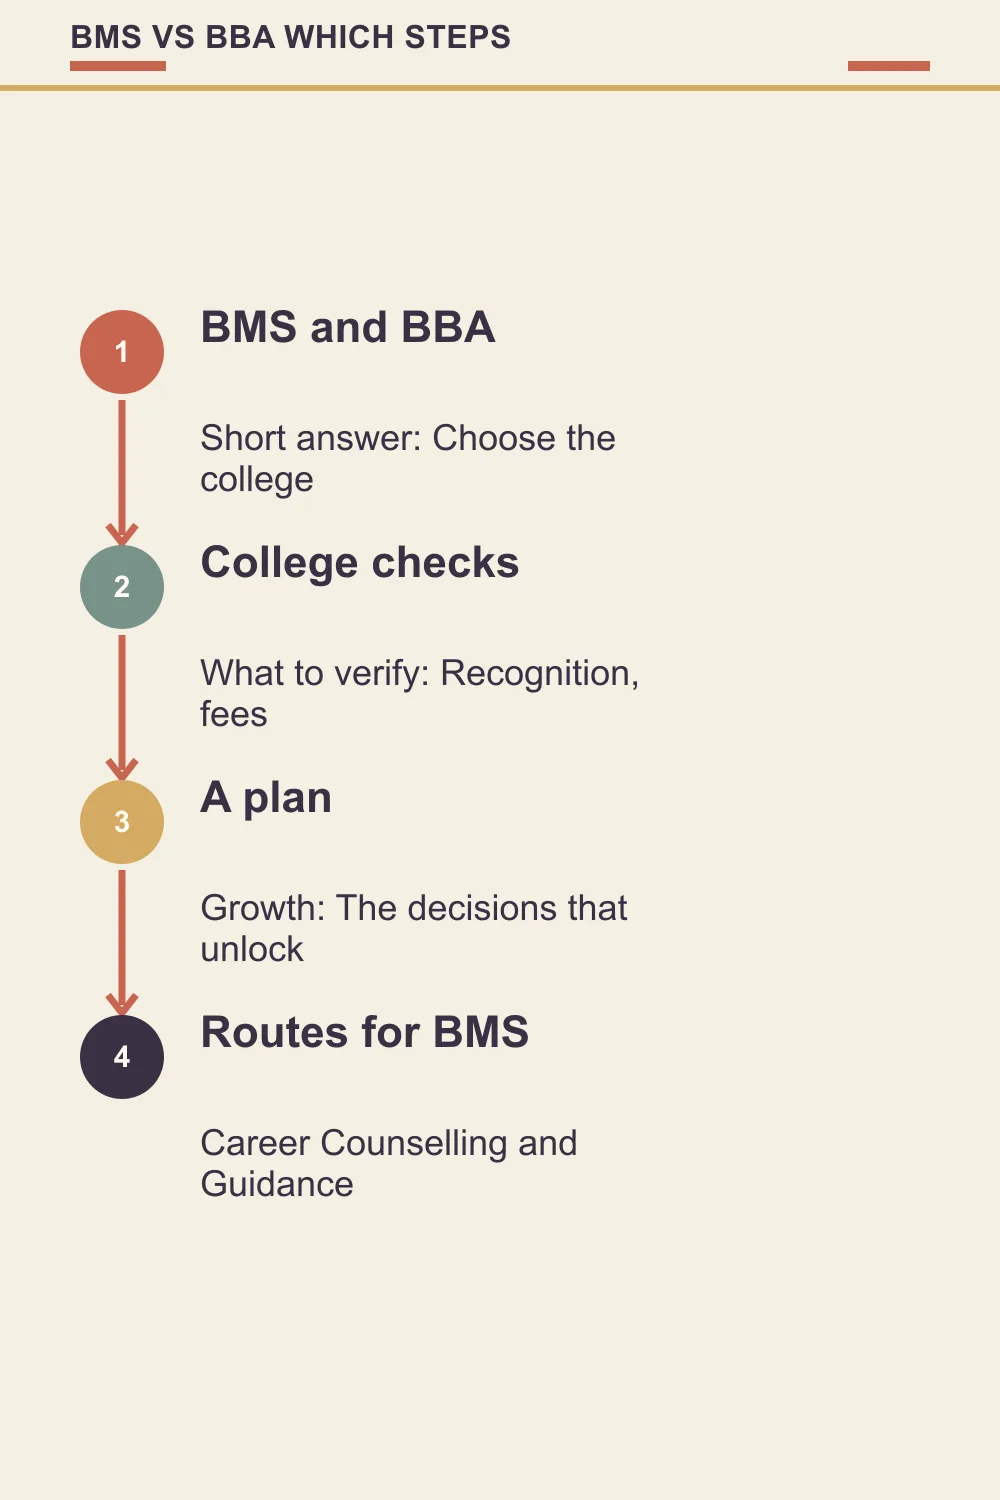 BMS VS BBA WHICH STEPS
1
BMS and BBA
Short answer: Choose the
college
2
College checks
What to verify: Recognition,
fees
3
A plan
Growth: The decisions that
unlock
4
Routes for BMS
Career Counselling and
Guidance